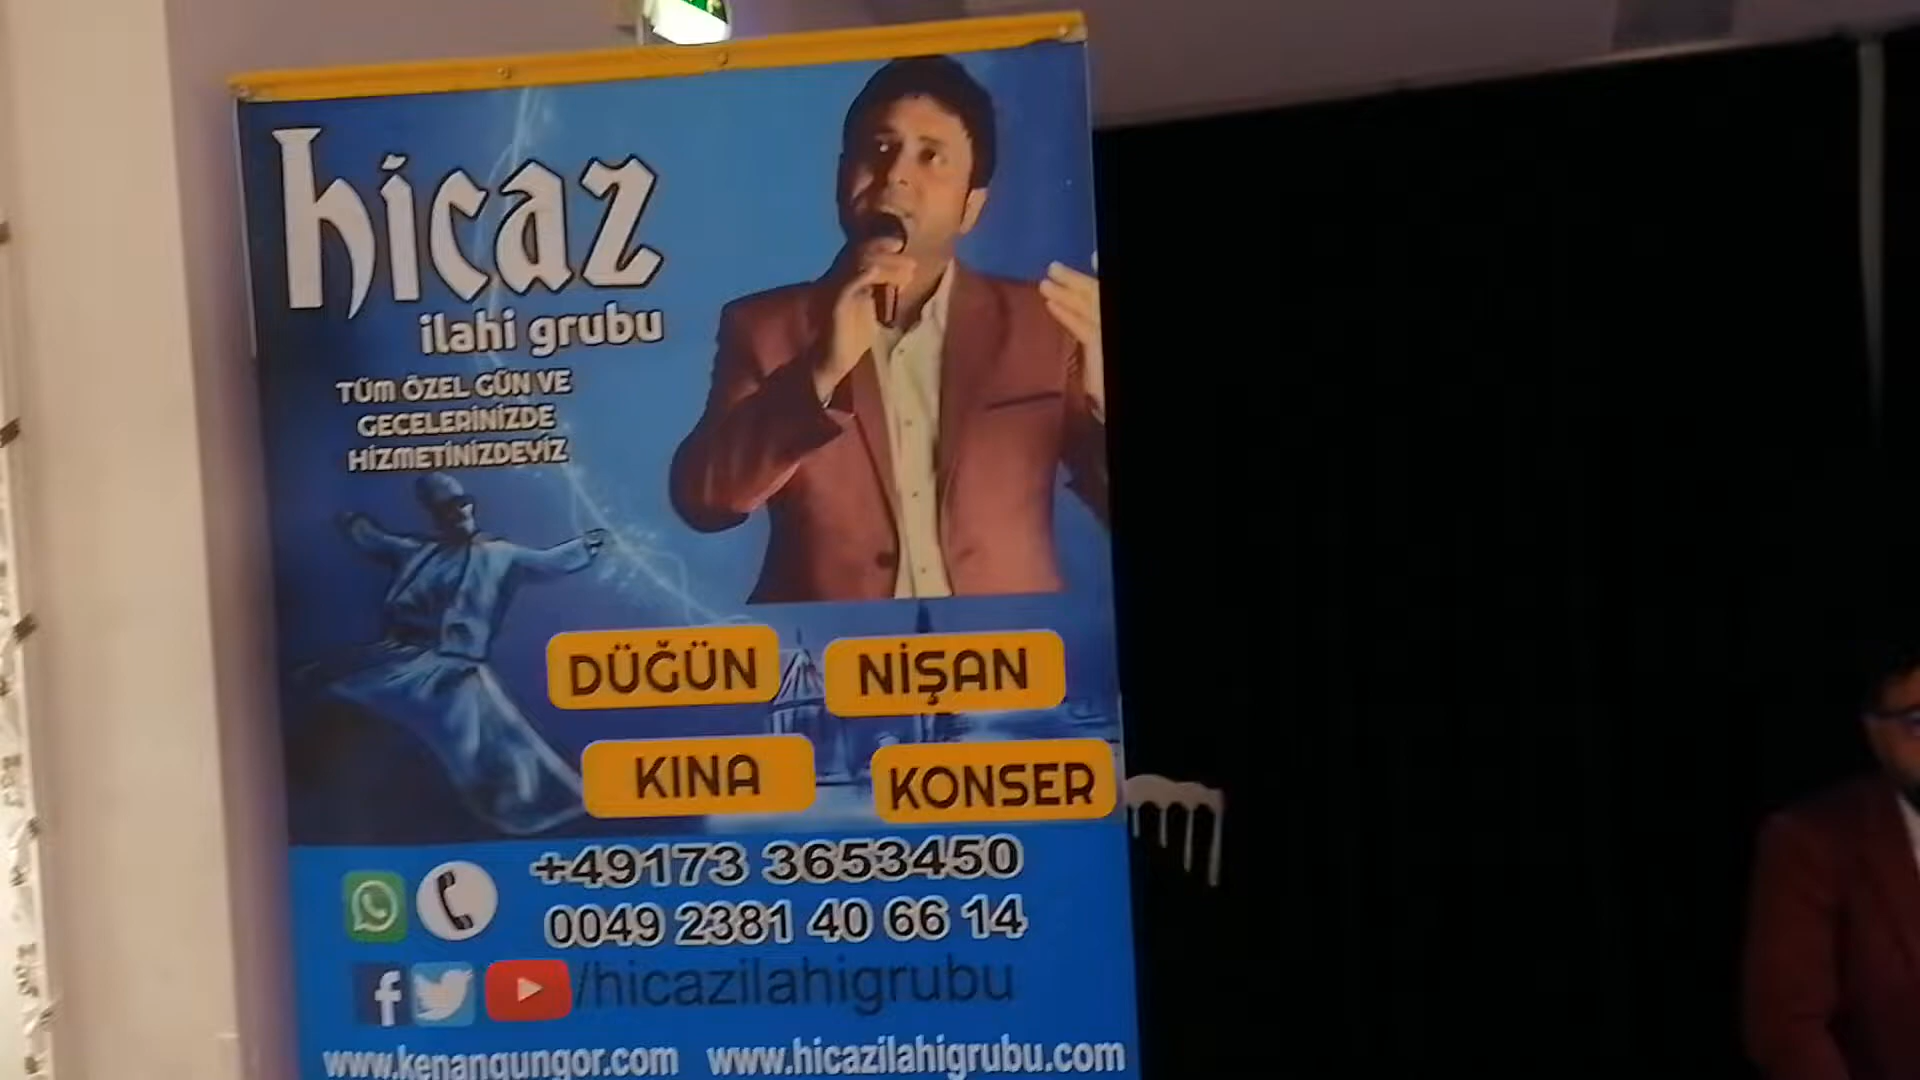 hicaz
ilahi grubu
TÜM ÖZEL GÜN VE
GECELERİNİZDE
HİZMETİNİZDEYİZ
DÜĞÜN NİŞAN
KINA KONSER
+49173 3653450
0049 2381 40 66 14
/hicazilahigrubu
www.kenangungor.com www.hicazilahigrubu.com